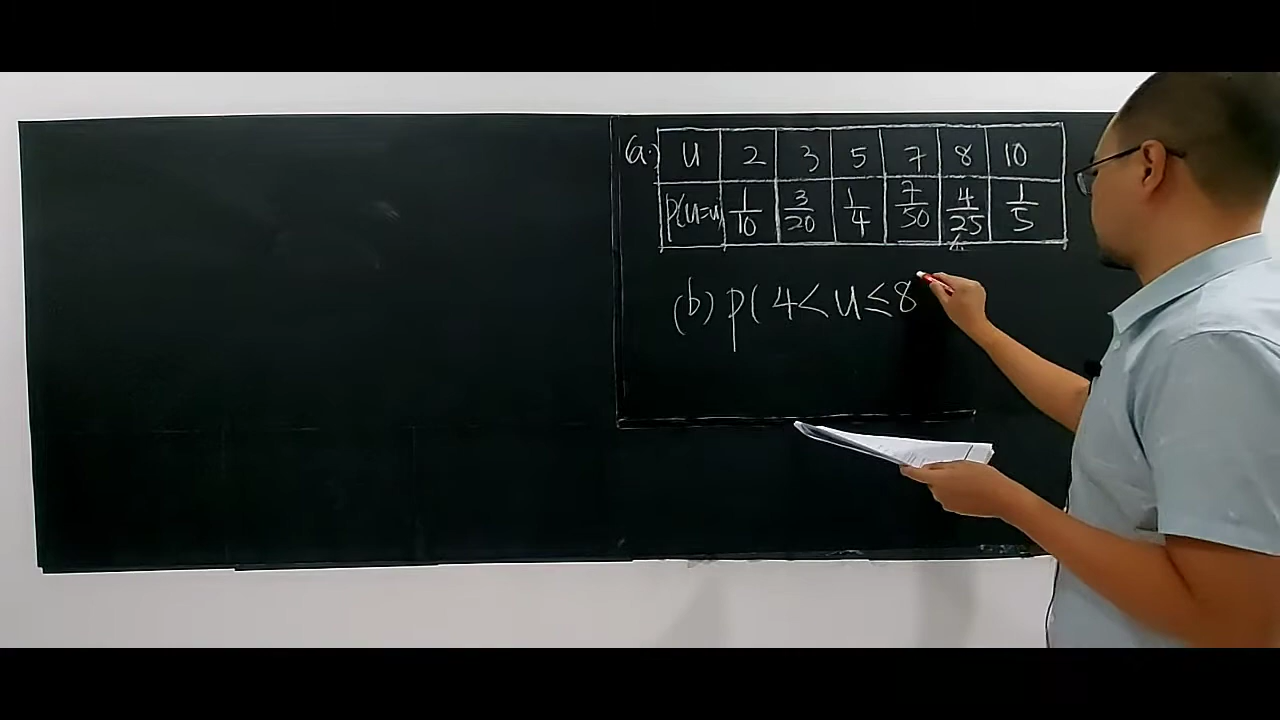 (a.) u 2 3 5 7 8 10
P(U=u) 1/10 3/20 1/4 7/50 4/25 1/5
(b) P( 4 < u ≤ 8